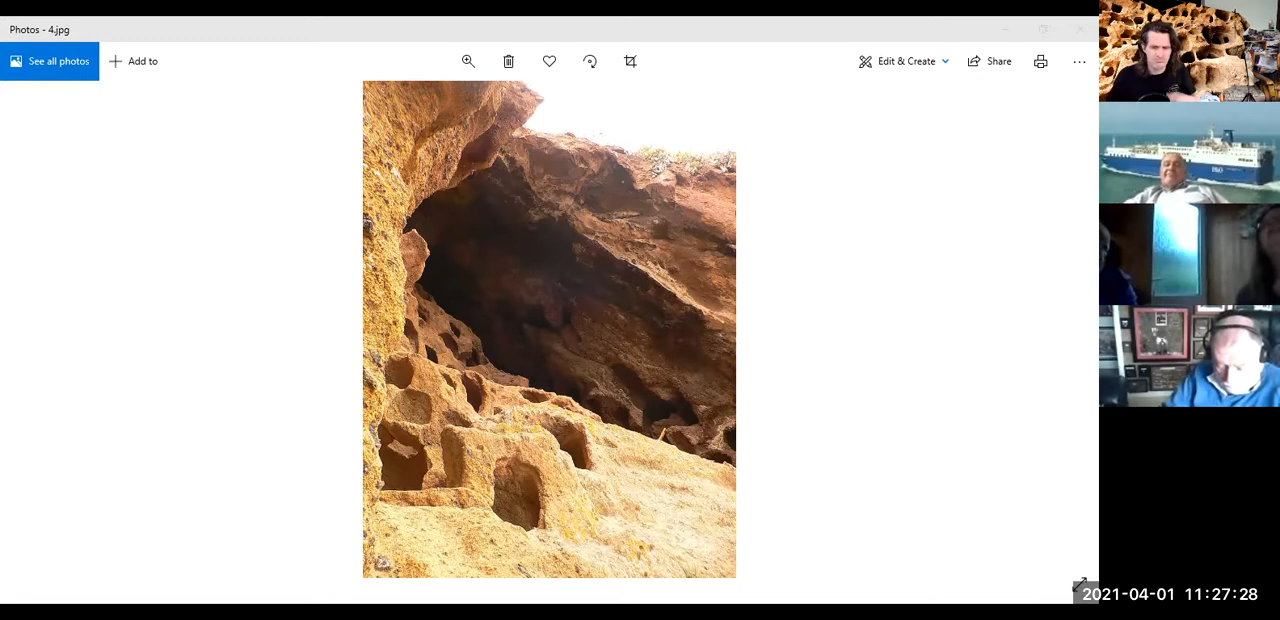 Photos - 4.jpg
See all photos
Add to
Edit & Create
Share
P&O
2021-04-01 11:27:28